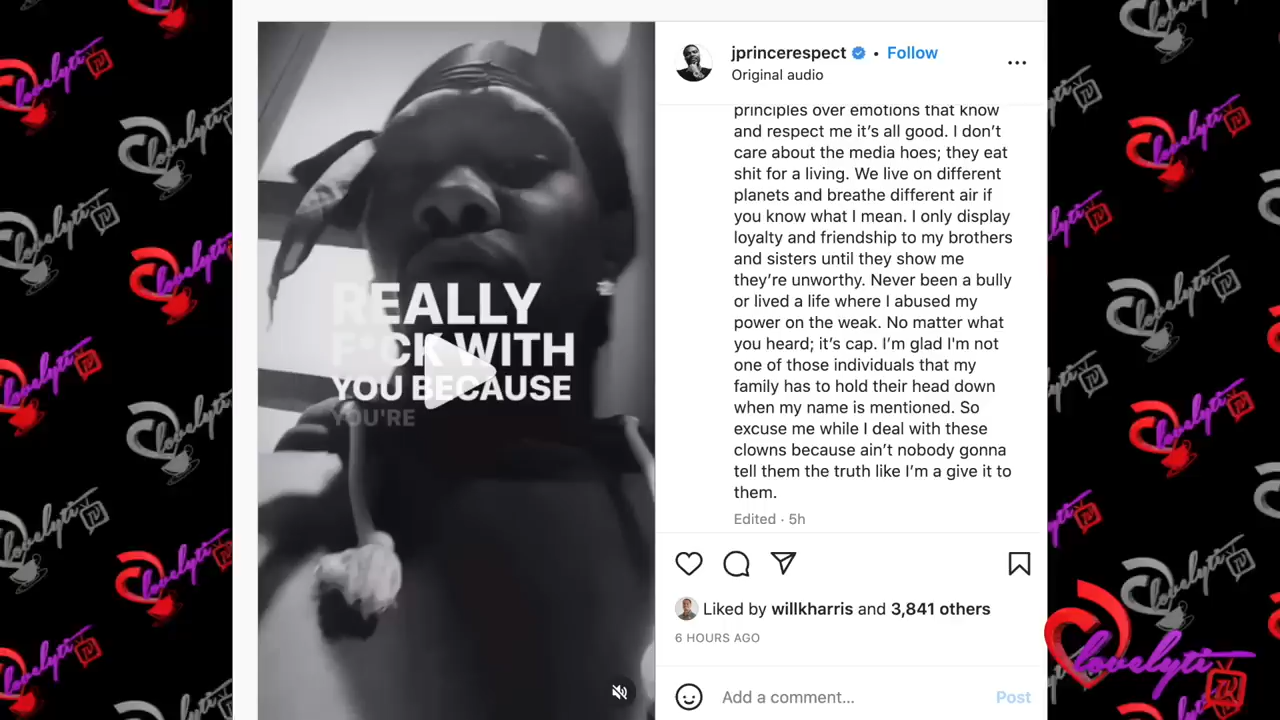 jprincerespect • Follow
Original audio
principles over emotions that know
and respect me it's all good. I don't
care about the media hoes; they eat
shit for a living. We live on different
planets and breathe different air if
you know what I mean. I only display
loyalty and friendship to my brothers
and sisters until they show me
they're unworthy. Never been a bully
or lived a life where I abused my
power on the weak. No matter what
you heard; it's cap. I'm glad I'm not
one of those individuals that my
family has to hold their head down
when my name is mentioned. So
excuse me while I deal with these
clowns because ain't nobody gonna
tell them the truth like I'm a give it to
them.
Edited · 5h
Liked by willkharris and 3,841 others
6 HOURS AGO
Add a comment... Post
REALLY
F*CK WITH
YOU BECAUSE
YOU'RE
Lovelyti
TV